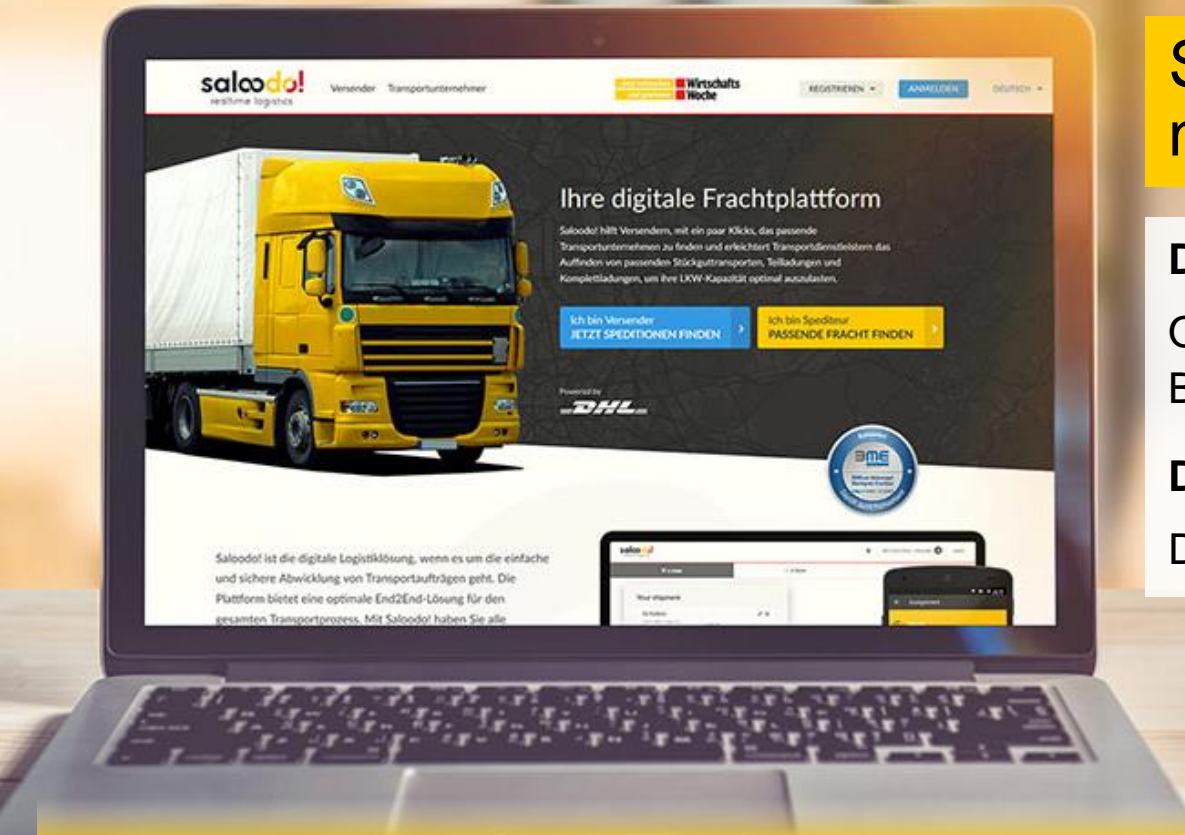 saloodo!
realtime logistics
Versender
Transportunternehmer
Wirtschafts
Woche
REGISTRIEREN
ANMELDEN
DEUTSCH
Ihre digitale Frachtplattform
Saloodo! hilft Versendern, mit ein paar Klicks, das passende
Transportunternehmen zu finden und erleichtert Transportdienstleistern das
Auffinden von passenden Stückguttransporten, Teilladungen und
Komplettladungen, um ihre LKW-Kapazität optimal auszulasten.
Ich bin Versender
JETZT SPEDITIONEN FINDEN
Ich bin Spediteur
PASSENDE FRACHT FINDEN
Powered by
DHL
BME
Saloodo! ist die digitale Logistiklösung, wenn es um die einfache
und sichere Abwicklung von Transportaufträgen geht. Die
Plattform bietet eine optimale End2End-Lösung für den
gesamten Transportprozess. Mit Saloodo! haben Sie alle
saloodo!
Your shipment
Assignment